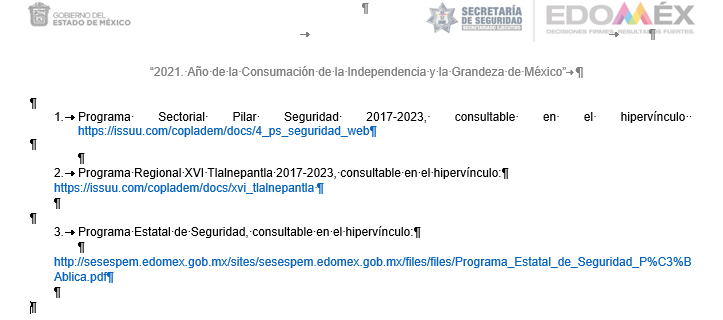 GOBIERNO DEL
ESTADO DE MÉXICO
SECRETARÍA
DE SEGURIDAD
SECRETARIADO EJECUTIVO
EDOMÉX
DECISIONES FIRMES, RESULTADOS FUERTES.
“2021. Año de la Consumación de la Independencia y la Grandeza de México”
1. Programa Sectorial Pilar Seguridad 2017-2023, consultable en el hipervínculo
https://issuu.com/copladem/docs/4_ps_seguridad_web
2. Programa Regional XVI Tlalnepantla 2017-2023, consultable en el hipervínculo:
https://issuu.com/copladem/docs/xvi_tlalnepantla
3. Programa Estatal de Seguridad, consultable en el hipervínculo:
http://sesespem.edomex.gob.mx/sites/sesespem.edomex.gob.mx/files/files/Programa_Estatal_de_Seguridad_P%C3%B
Ablica.pdf